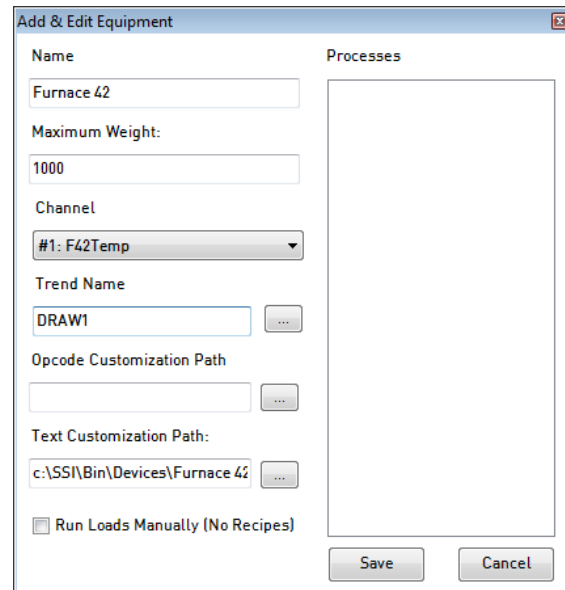 Add & Edit Equipment
Name
Furnace 42
Maximum Weight:
1000
Channel
#1: F42Temp
Trend Name
DRAW1
...
Opcode Customization Path
...
Text Customization Path:
c:\SSI\Bin\Devices\Furnace 42
...
Run Loads Manually (No Recipes)
Processes
Save
Cancel